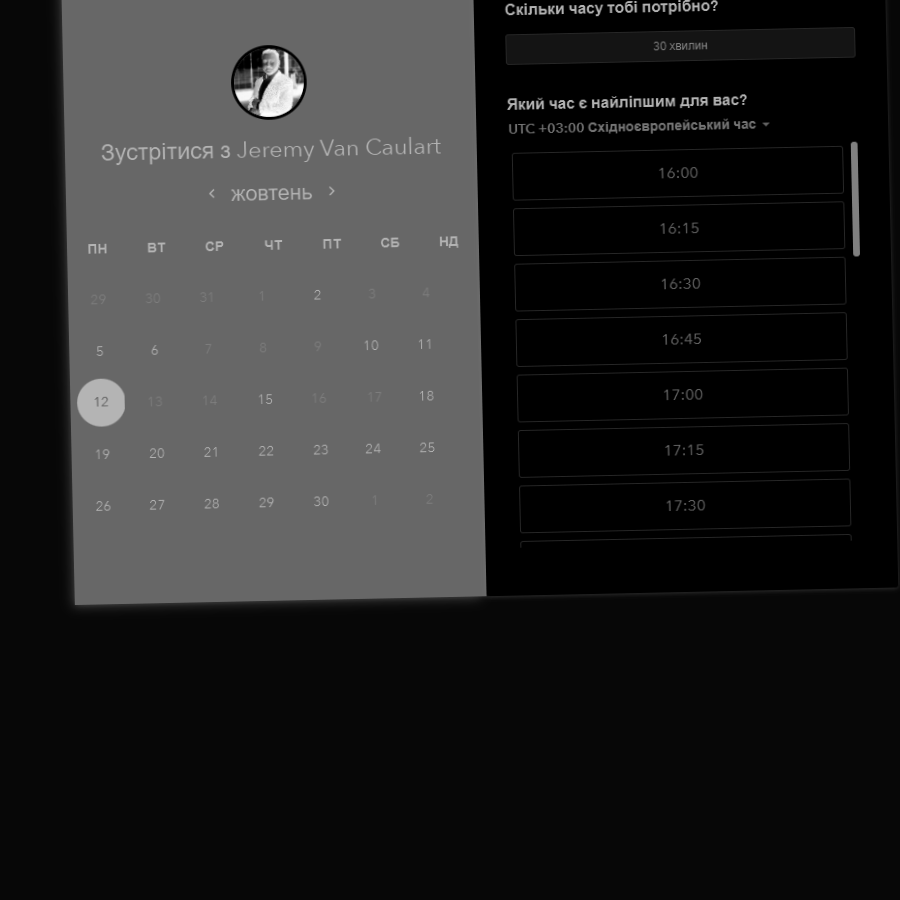 Зустрітися з Jeremy Van Caulart
‹ жовтень ›
ПН ВТ СР ЧТ ПТ СБ НД
29 30 31 1 2 3 4
5 6 7 8 9 10 11
12 13 14 15 16 17 18
19 20 21 22 23 24 25
26 27 28 29 30 1 2
Скільки часу тобі потрібно?
30 хвилин
Який час є найліпшим для вас?
UTC +03:00 Східноєвропейський час
16:00
16:15
16:30
16:45
17:00
17:15
17:30